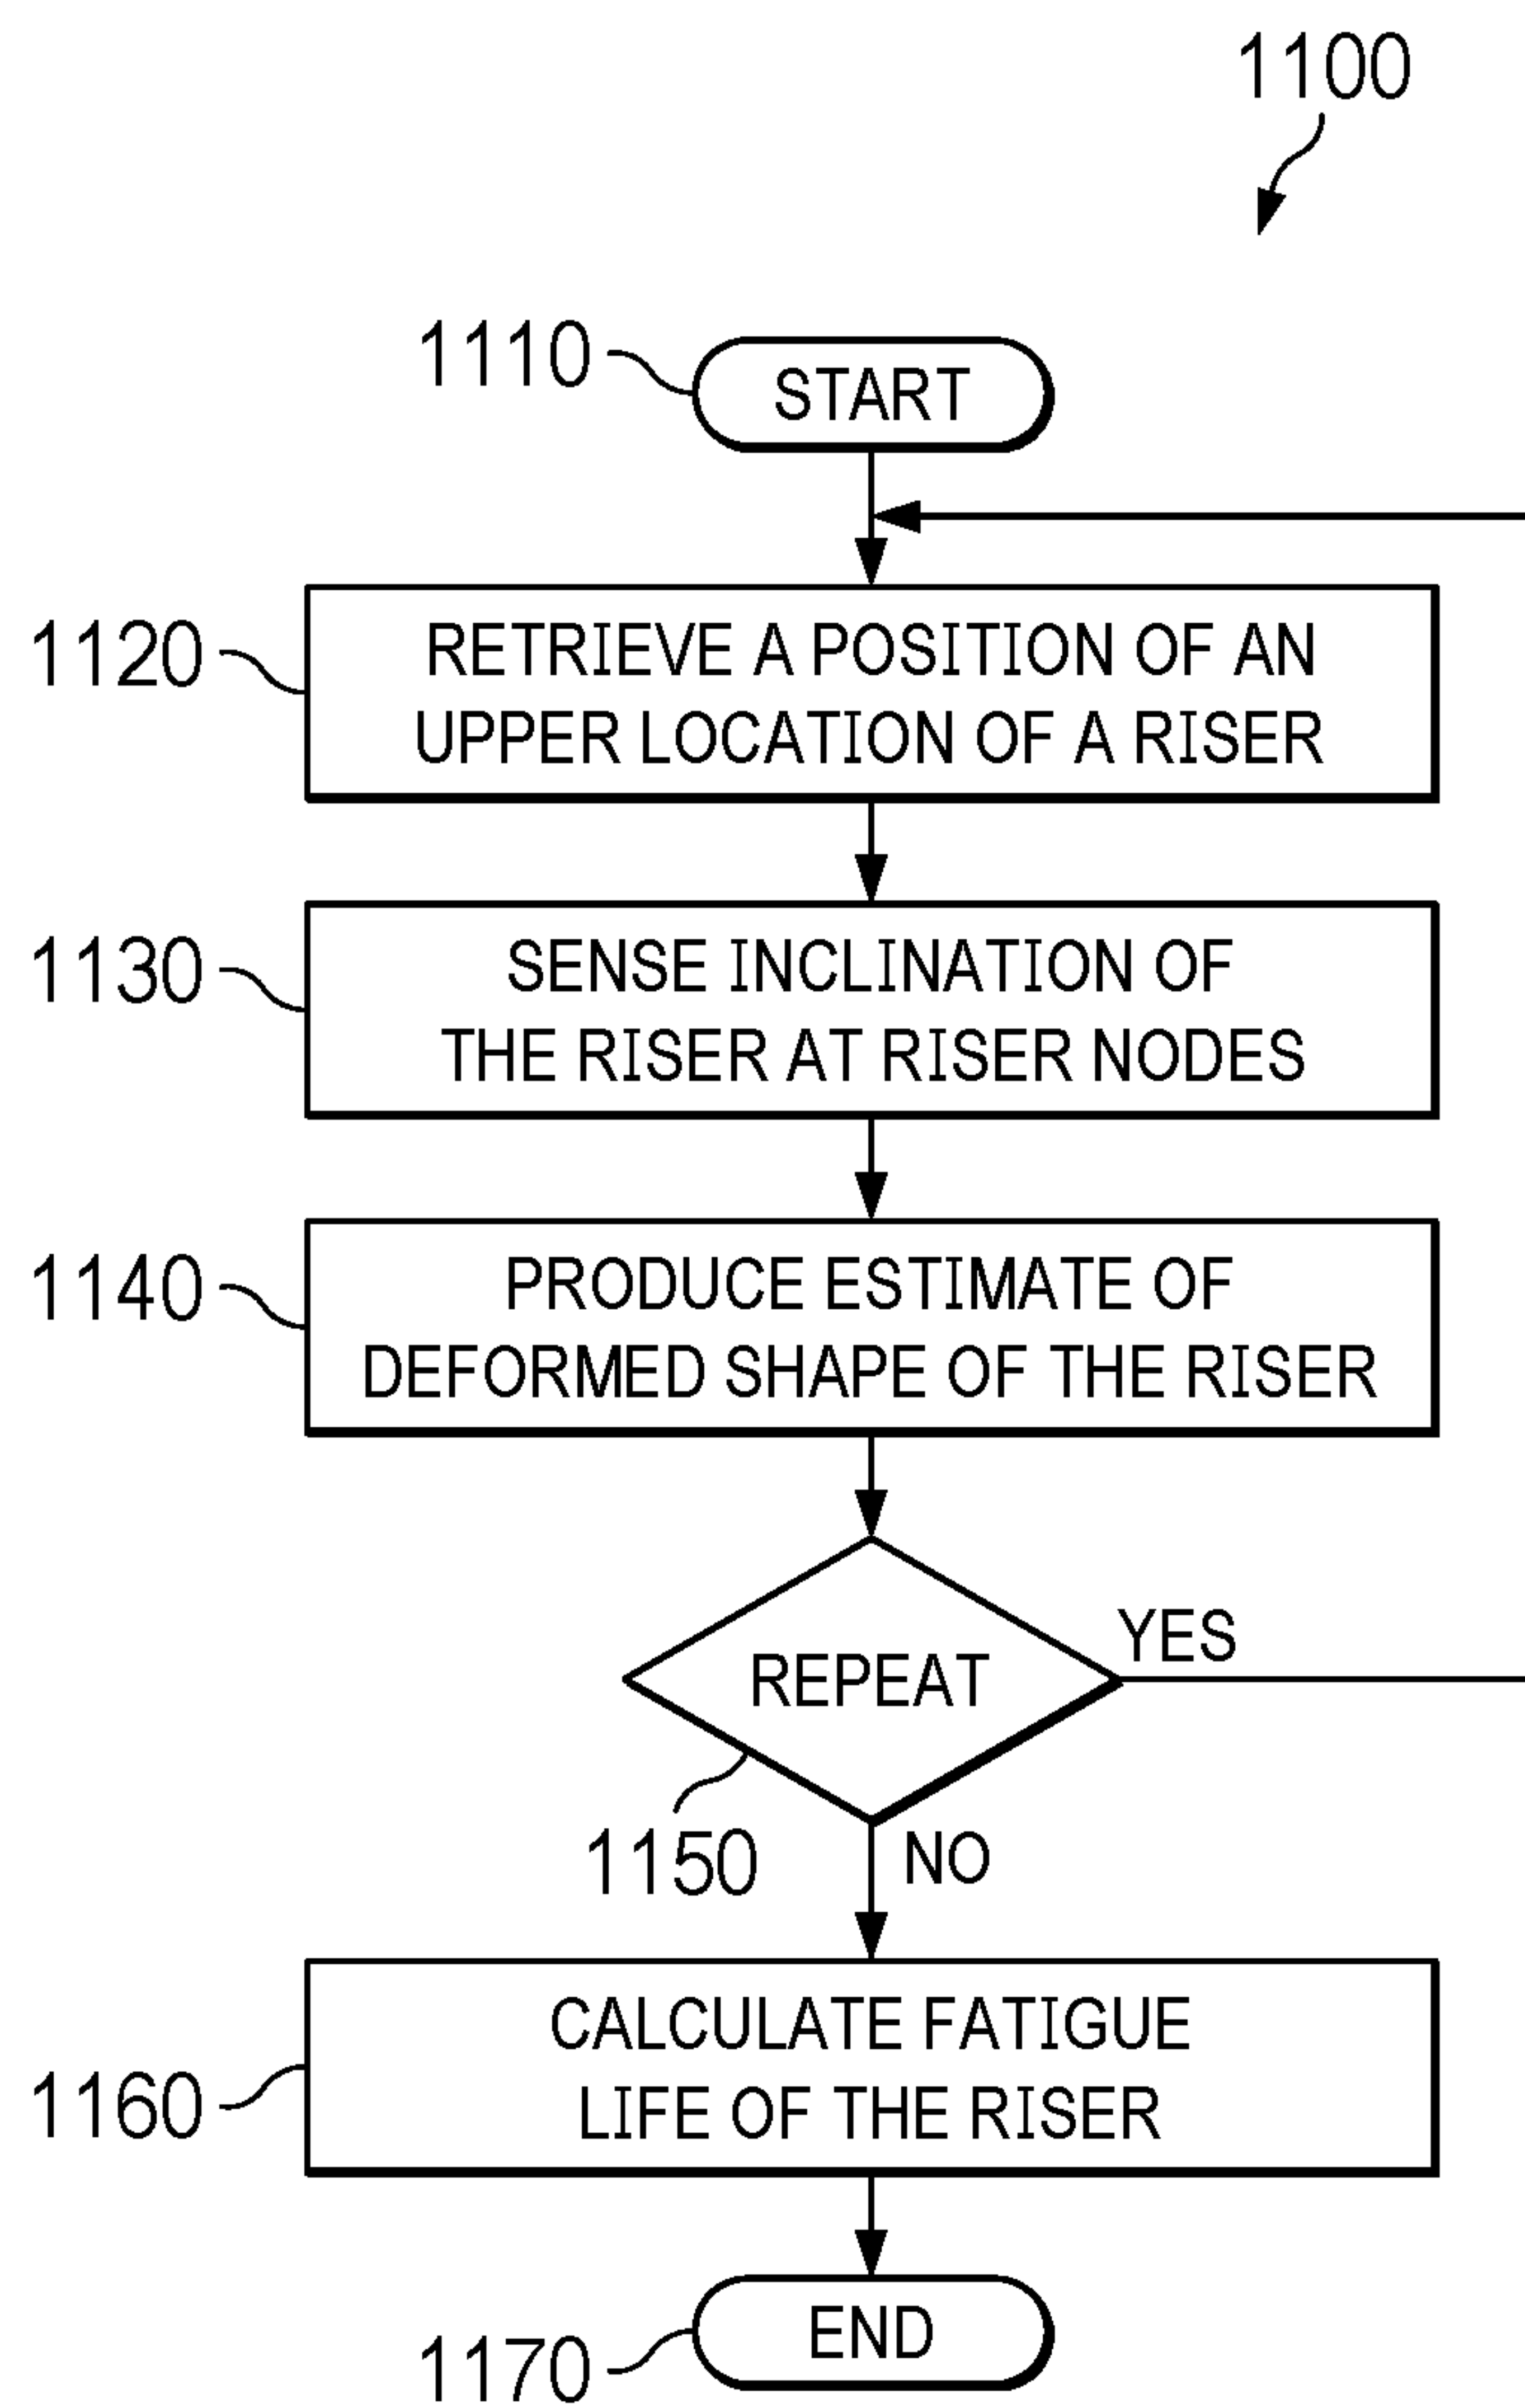 1100
1110
START
1120
RETRIEVE A POSITION OF AN
UPPER LOCATION OF A RISER
1130
SENSE INCLINATION OF
THE RISER AT RISER NODES
1140
PRODUCE ESTIMATE OF
DEFORMED SHAPE OF THE RISER
REPEAT
YES
1150
NO
1160
CALCULATE FATIGUE
LIFE OF THE RISER
1170
END